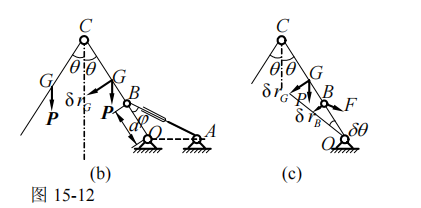 C
θ θ
G G
δ r_G B
P P φ
a
O A
(b)
C
θ θ
G
δ r_G P B F
δ r_B
O δθ
(c)
图 15-12